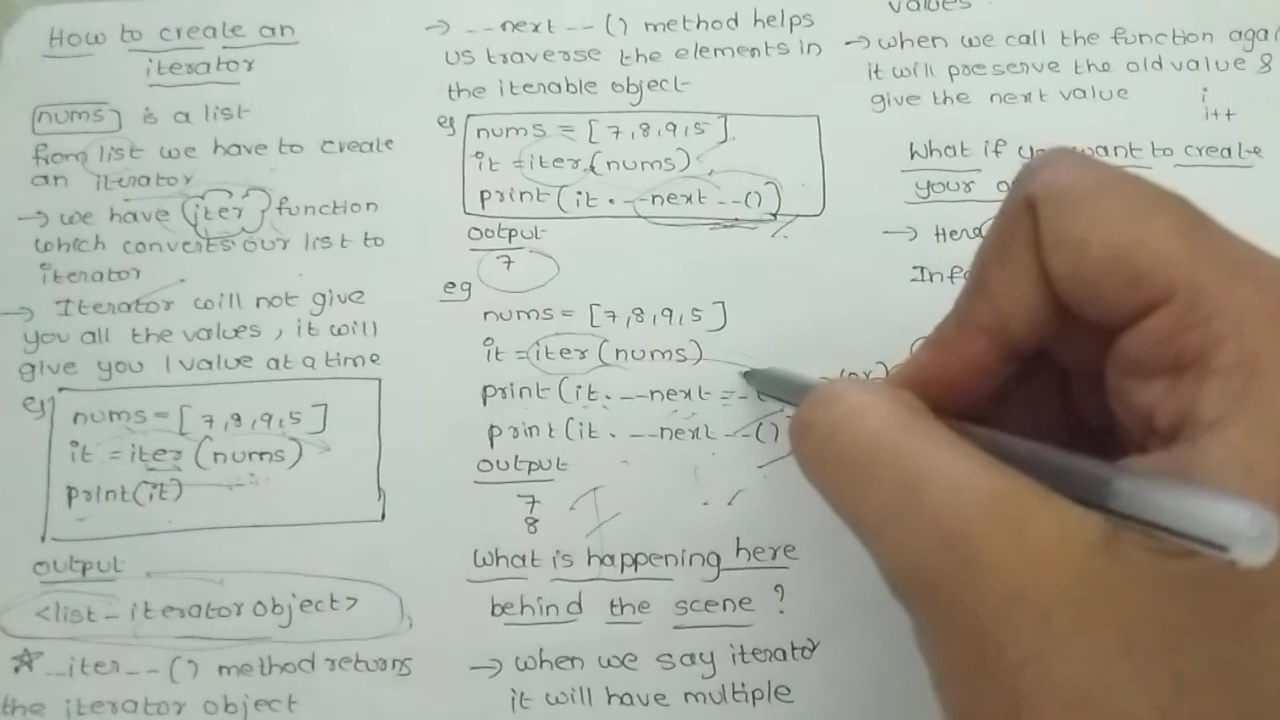 How to create an
iterator
nums is a list
from list we have to create
an iterator
→ we have (iter) function
which converts our list to
iterator
→ Iterator will not give
you all the values, it will
give you 1 value at a time
eg
nums = [7,8,9,5]
it = iter(nums)
print(it)
output
<list-iterator object>
☆ __iter__() method returns
the iterator object
→ __next__() method helps
us traverse the elements in
the iterable object
eg
nums = [7,8,9,5]
it = iter(nums)
print(it.__next__())
Output
7
eg
nums = [7,8,9,5]
it = iter(nums)
print(it.__next__
print(it.__next__()
output
7
8
What is happening here
behind the scene?
→ when we say iterator
it will have multiple
values
→ when we call the function agai
it will preserve the old value &
give the next value
i
i++
What if you want to create
your
→ Here
(or)